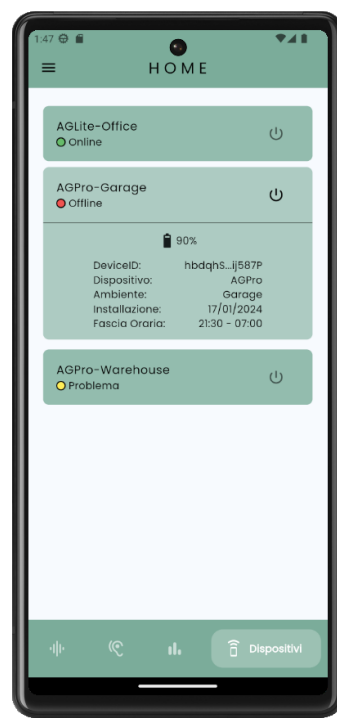 1:47
HOME
AGLite-Office
Online
AGPro-Garage
Offline
90%
DeviceID: hbdqhS...ij587P
Dispositivo: AGPro
Ambiente: Garage
Installazione: 17/01/2024
Fascia Oraria: 21:30 - 07:00
AGPro-Warehouse
Problema
Dispositivi